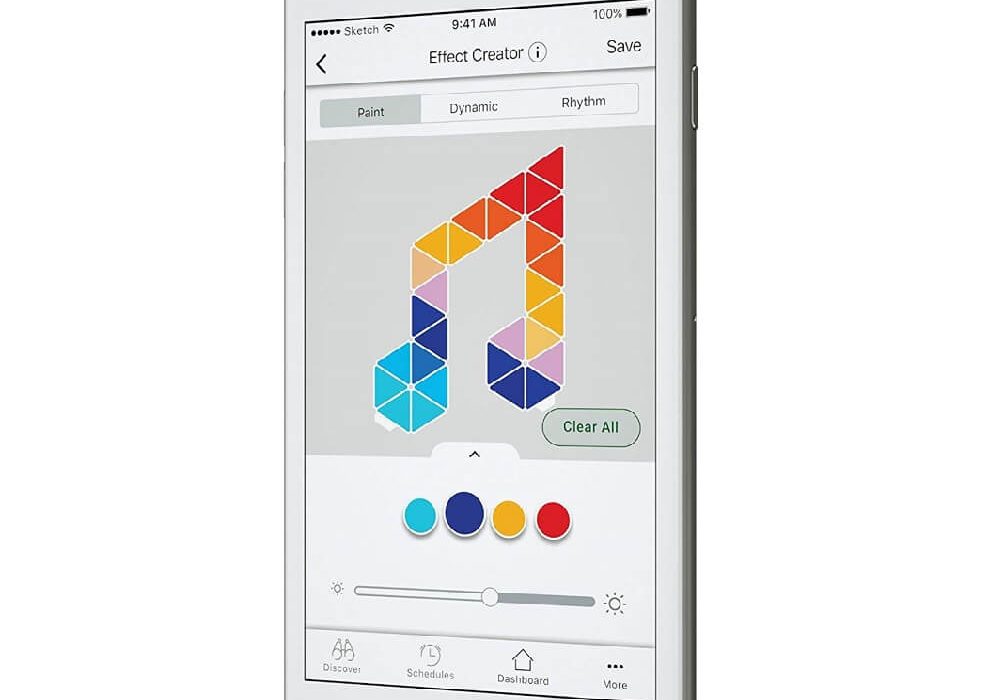 Sketch 9:41 AM 100%
Effect Creator Save
Paint Dynamic Rhythm
Clear All
Discover Schedules Dashboard More